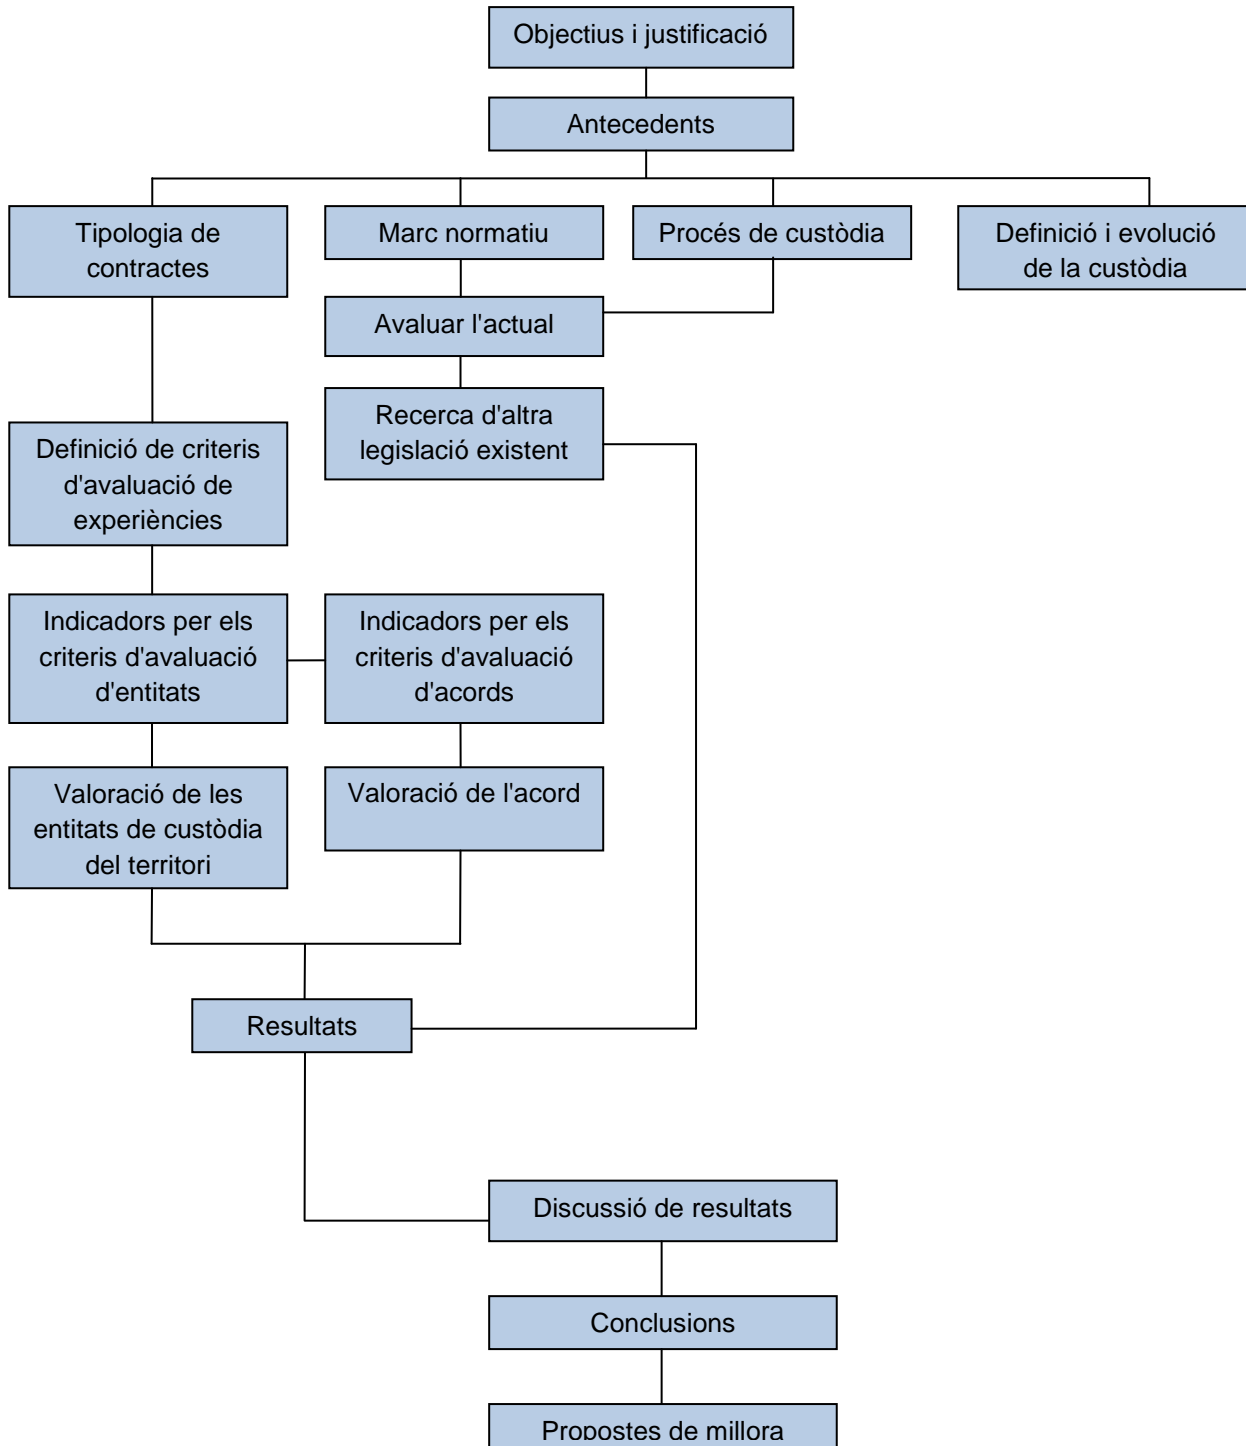 Objectius i justificació
Antecedents
Tipologia de
contractes
Marc normatiu
Procés de custòdia
Definició i evolució
de la custòdia
Avaluar l'actual
Recerca d'altra
legislació existent
Definició de criteris
d'avaluació de
experiències
Indicadors per els
criteris d'avaluació
d'entitats
Indicadors per els
criteris d'avaluació
d'acords
Valoració de les
entitats de custòdia
del territori
Valoració de l'acord
Resultats
Discussió de resultats
Conclusions
Propostes de millora